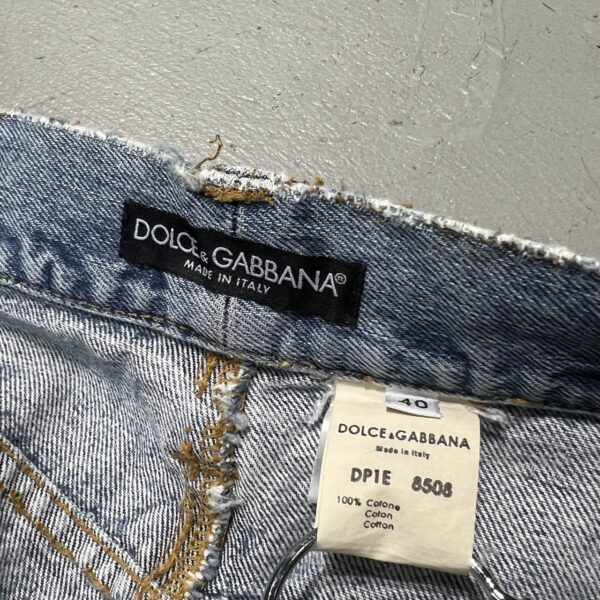 DOLCE & GABBANA®
MADE IN ITALY
40
DOLCE & GABBANA
Made in Italy
DP1E 8508
100% Cotone
Coton
Cotton